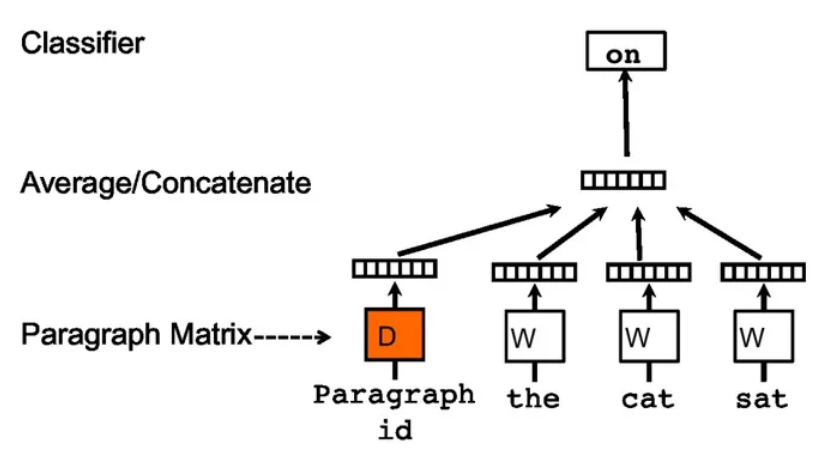 Classifier
on
Average/Concatenate
Paragraph Matrix----->
D
W
W
W
Paragraph
id
the
cat
sat